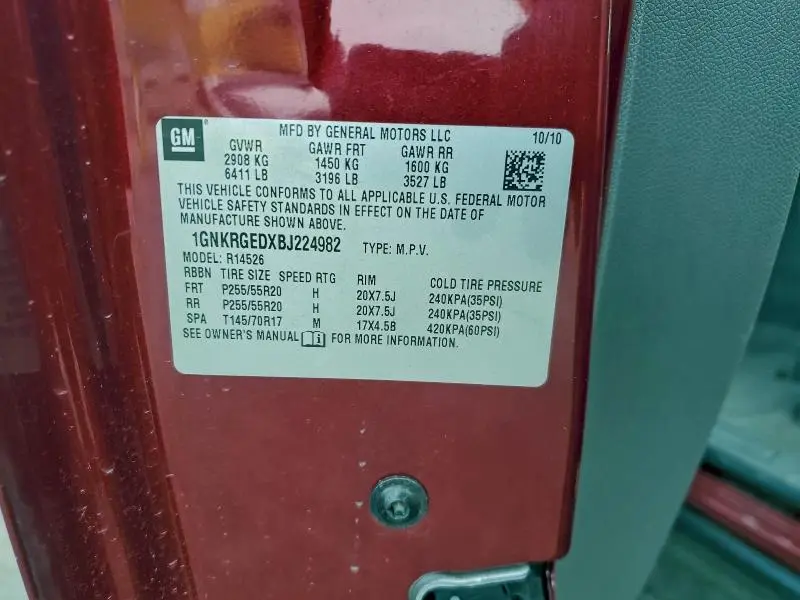 GM
MFD BY GENERAL MOTORS LLC 10/10
GVWR GAWR FRT GAWR RR
2908 KG 1450 KG 1600 KG
6411 LB 3196 LB 3527 LB
THIS VEHICLE CONFORMS TO ALL APPLICABLE U.S. FEDERAL MOTOR
VEHICLE SAFETY STANDARDS IN EFFECT ON THE DATE OF
MANUFACTURE SHOWN ABOVE.
1GNKRGEDXBJ224982 TYPE: M.P.V.
MODEL: R14526
RBBN TIRE SIZE SPEED RTG RIM COLD TIRE PRESSURE
FRT P255/55R20 H 20X7.5J 240KPA(35PSI)
RR P255/55R20 H 20X7.5J 240KPA(35PSI)
SPA T145/70R17 M 17X4.5B 420KPA(60PSI)
SEE OWNER'S MANUAL FOR MORE INFORMATION.